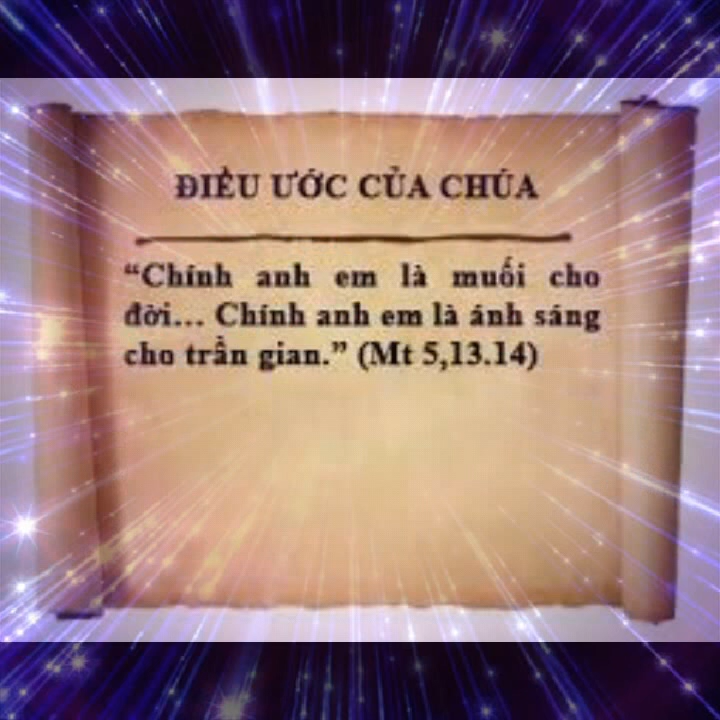 ĐIỀU ƯỚC CỦA CHÚA
“Chính anh em là muối cho
đời... Chính anh em là ánh sáng
cho trần gian.” (Mt 5,13.14)